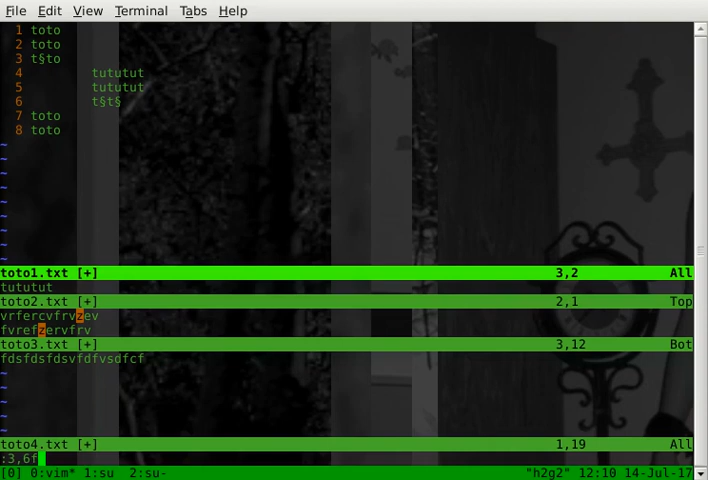 File Edit View Terminal Tabs Help
1 toto
2 toto
3 t§to
4         tututut
5         tututut
6         t§t§
7 toto
8 toto
~
~
~
~
~
~
~
~
~
toto1.txt [+] 3,2 All
tututut
toto2.txt [+] 2,1 Top
vrfercvfrvzev
fvrefzervfrv
toto3.txt [+] 3,12 Bot
fdsfdsfdsvfdfvsdfcf
~
~
~
~
~
toto4.txt [+] 1,19 All
:3,6f
[0] 0:vim* 1:su  2:su- "h2g2" 12:10 14-Jul-17